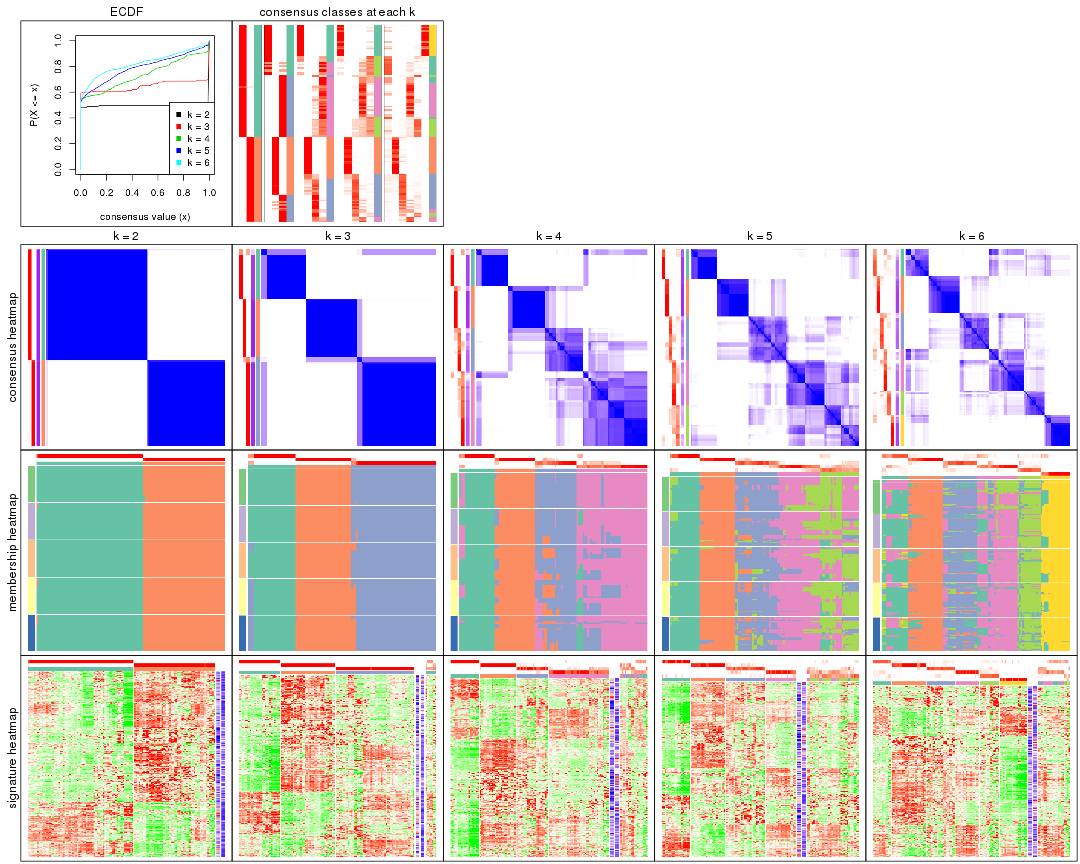 ECDF
consensus classes at each k
P(X <= x)
1.0
0.8
0.6
0.4
0.2
0.0
k = 2
k = 3
k = 4
k = 5
k = 6
0.0 0.2 0.4 0.6 0.8 1.0
consensus value (x)
k = 2
k = 3
k = 4
k = 5
k = 6
consensus heatmap
membership heatmap
signature heatmap